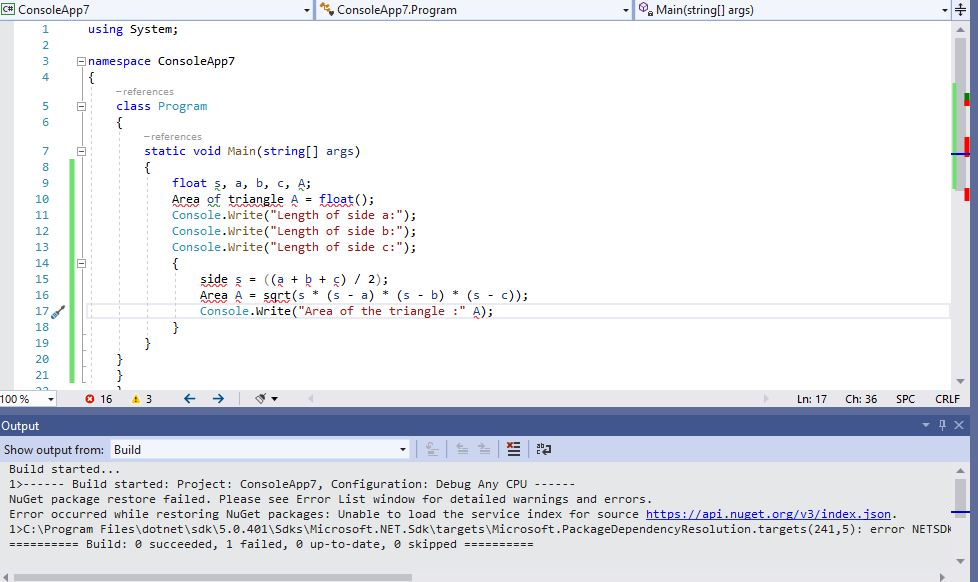 C# ConsoleApp7
ConsoleApp7.Program
Main(string[] args)
1 using System;
2
3 namespace ConsoleApp7
4 {
-references
5 class Program
6 {
-references
7 static void Main(string[] args)
8 {
9 float s, a, b, c, A;
10 Area of triangle A = float();
11 Console.Write("Length of side a:");
12 Console.Write("Length of side b:");
13 Console.Write("Length of side c:");
14 {
15 side s = ((a + b + c) / 2);
16 Area A = sqrt(s * (s - a) * (s - b) * (s - c));
17 Console.Write("Area of the triangle :" A);
18 }
19 }
20 }
21 }
100 % 16 3 Ln: 17 Ch: 36 SPC CRLF
Output
Show output from: Build
Build started...
1>------ Build started: Project: ConsoleApp7, Configuration: Debug Any CPU ------
NuGet package restore failed. Please see Error List window for detailed warnings and errors.
Error occurred while restoring NuGet packages: Unable to load the service index for source https://api.nuget.org/v3/index.json.
1>C:\Program Files\dotnet\sdk\5.0.401\Sdks\Microsoft.NET.Sdk\targets\Microsoft.PackageDependencyResolution.targets(241,5): error NETSDK
========== Build: 0 succeeded, 1 failed, 0 up-to-date, 0 skipped ==========